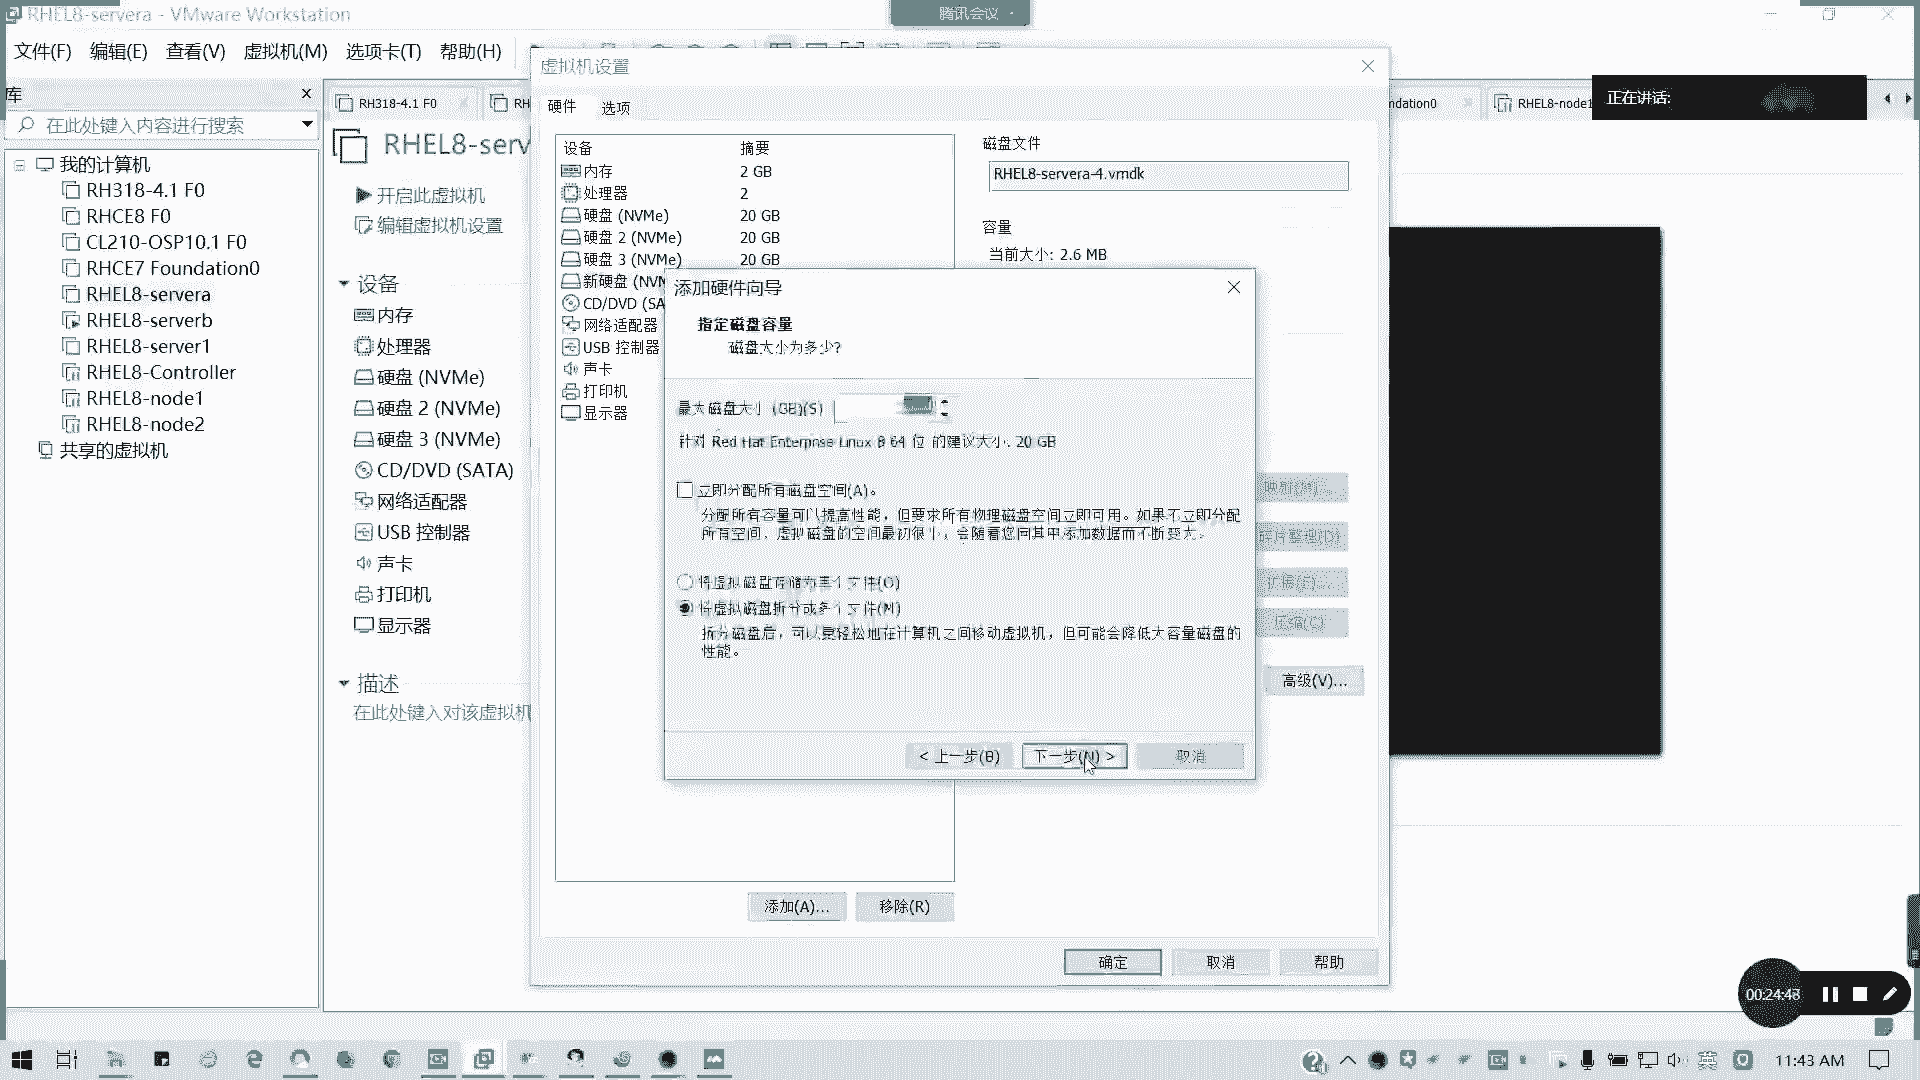 RHEL8-servera - VMware Workstation
腾讯会议
文件(F) 编辑(E) 查看(V) 虚拟机(M) 选项卡(T) 帮助(H)
库
在此处键入内容进行搜索
我的计算机
RH318-4.1 F0
RHCE8 F0
CL210-OSP10.1 F0
RHCE7 Foundation0
RHEL8-servera
RHEL8-serverb
RHEL8-server1
RHEL8-Controller
RHEL8-node1
RHEL8-node2
共享的虚拟机
RH318-4.1 F0
RH
ndation0
RHEL8-node1
正在讲话:
RHEL8-serv
开启此虚拟机
编辑虚拟机设置
设备
内存
处理器
硬盘 (NVMe)
硬盘 2 (NVMe)
硬盘 3 (NVMe)
CD/DVD (SATA)
网络适配器
USB 控制器
声卡
打印机
显示器
描述
在此处键入对该虚拟机
虚拟机设置
硬件 选项
设备 摘要
内存 2 GB
处理器 2
硬盘 (NVMe) 20 GB
硬盘 2 (NVMe) 20 GB
硬盘 3 (NVMe) 20 GB
新硬盘 (NVM
CD/DVD (SA
网络适配器
USB 控制器
声卡
打印机
显示器
添加(A)... 移除(R)
磁盘文件
RHEL8-servera-4.vmdk
容量
当前大小: 2.6 MB
映射(M)...
碎片整理(D)
扩展(E)...
压缩(C)
高级(V)...
确定 取消 帮助
添加硬件向导
指定磁盘容量
磁盘大小为多少?
最大磁盘大小 (GB)(S)
针对 Red Hat Enterprise Linux 8 64 位 的建议大小: 20 GB
立即分配所有磁盘空间(A)。
分配所有容量可以提高性能，但要求所有物理磁盘空间立即可用。如果不立即分配
所有空间，虚拟磁盘的空间最初很小，会随着您向其中添加数据而不断变大。
将虚拟磁盘存储为单个文件(O)
将虚拟磁盘拆分成多个文件(M)
拆分磁盘后，可以更轻松地在计算机之间移动虚拟机，但可能会降低大容量磁盘的
性能。
< 上一步(B) 下一步(N) > 取消
00:24:48
英
11:43 AM